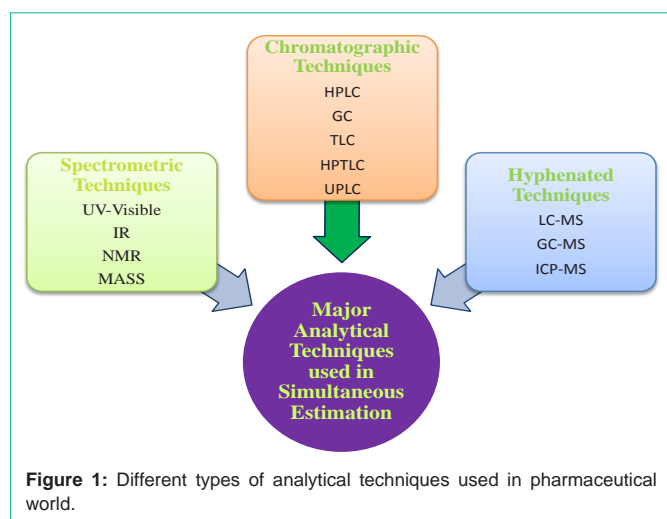 Chromatographic
Techniques
HPLC
GC
TLC
HPTLC
UPLC
Spectrometric
Techniques
UV-Visible
IR
NMR
MASS
Hyphenated
Techniques
LC-MS
GC-MS
ICP-MS
Major
Analytical
Techniques
used in
Simultaneous
Estimation
Figure 1: Different types of analytical techniques used in pharmaceutical
world.